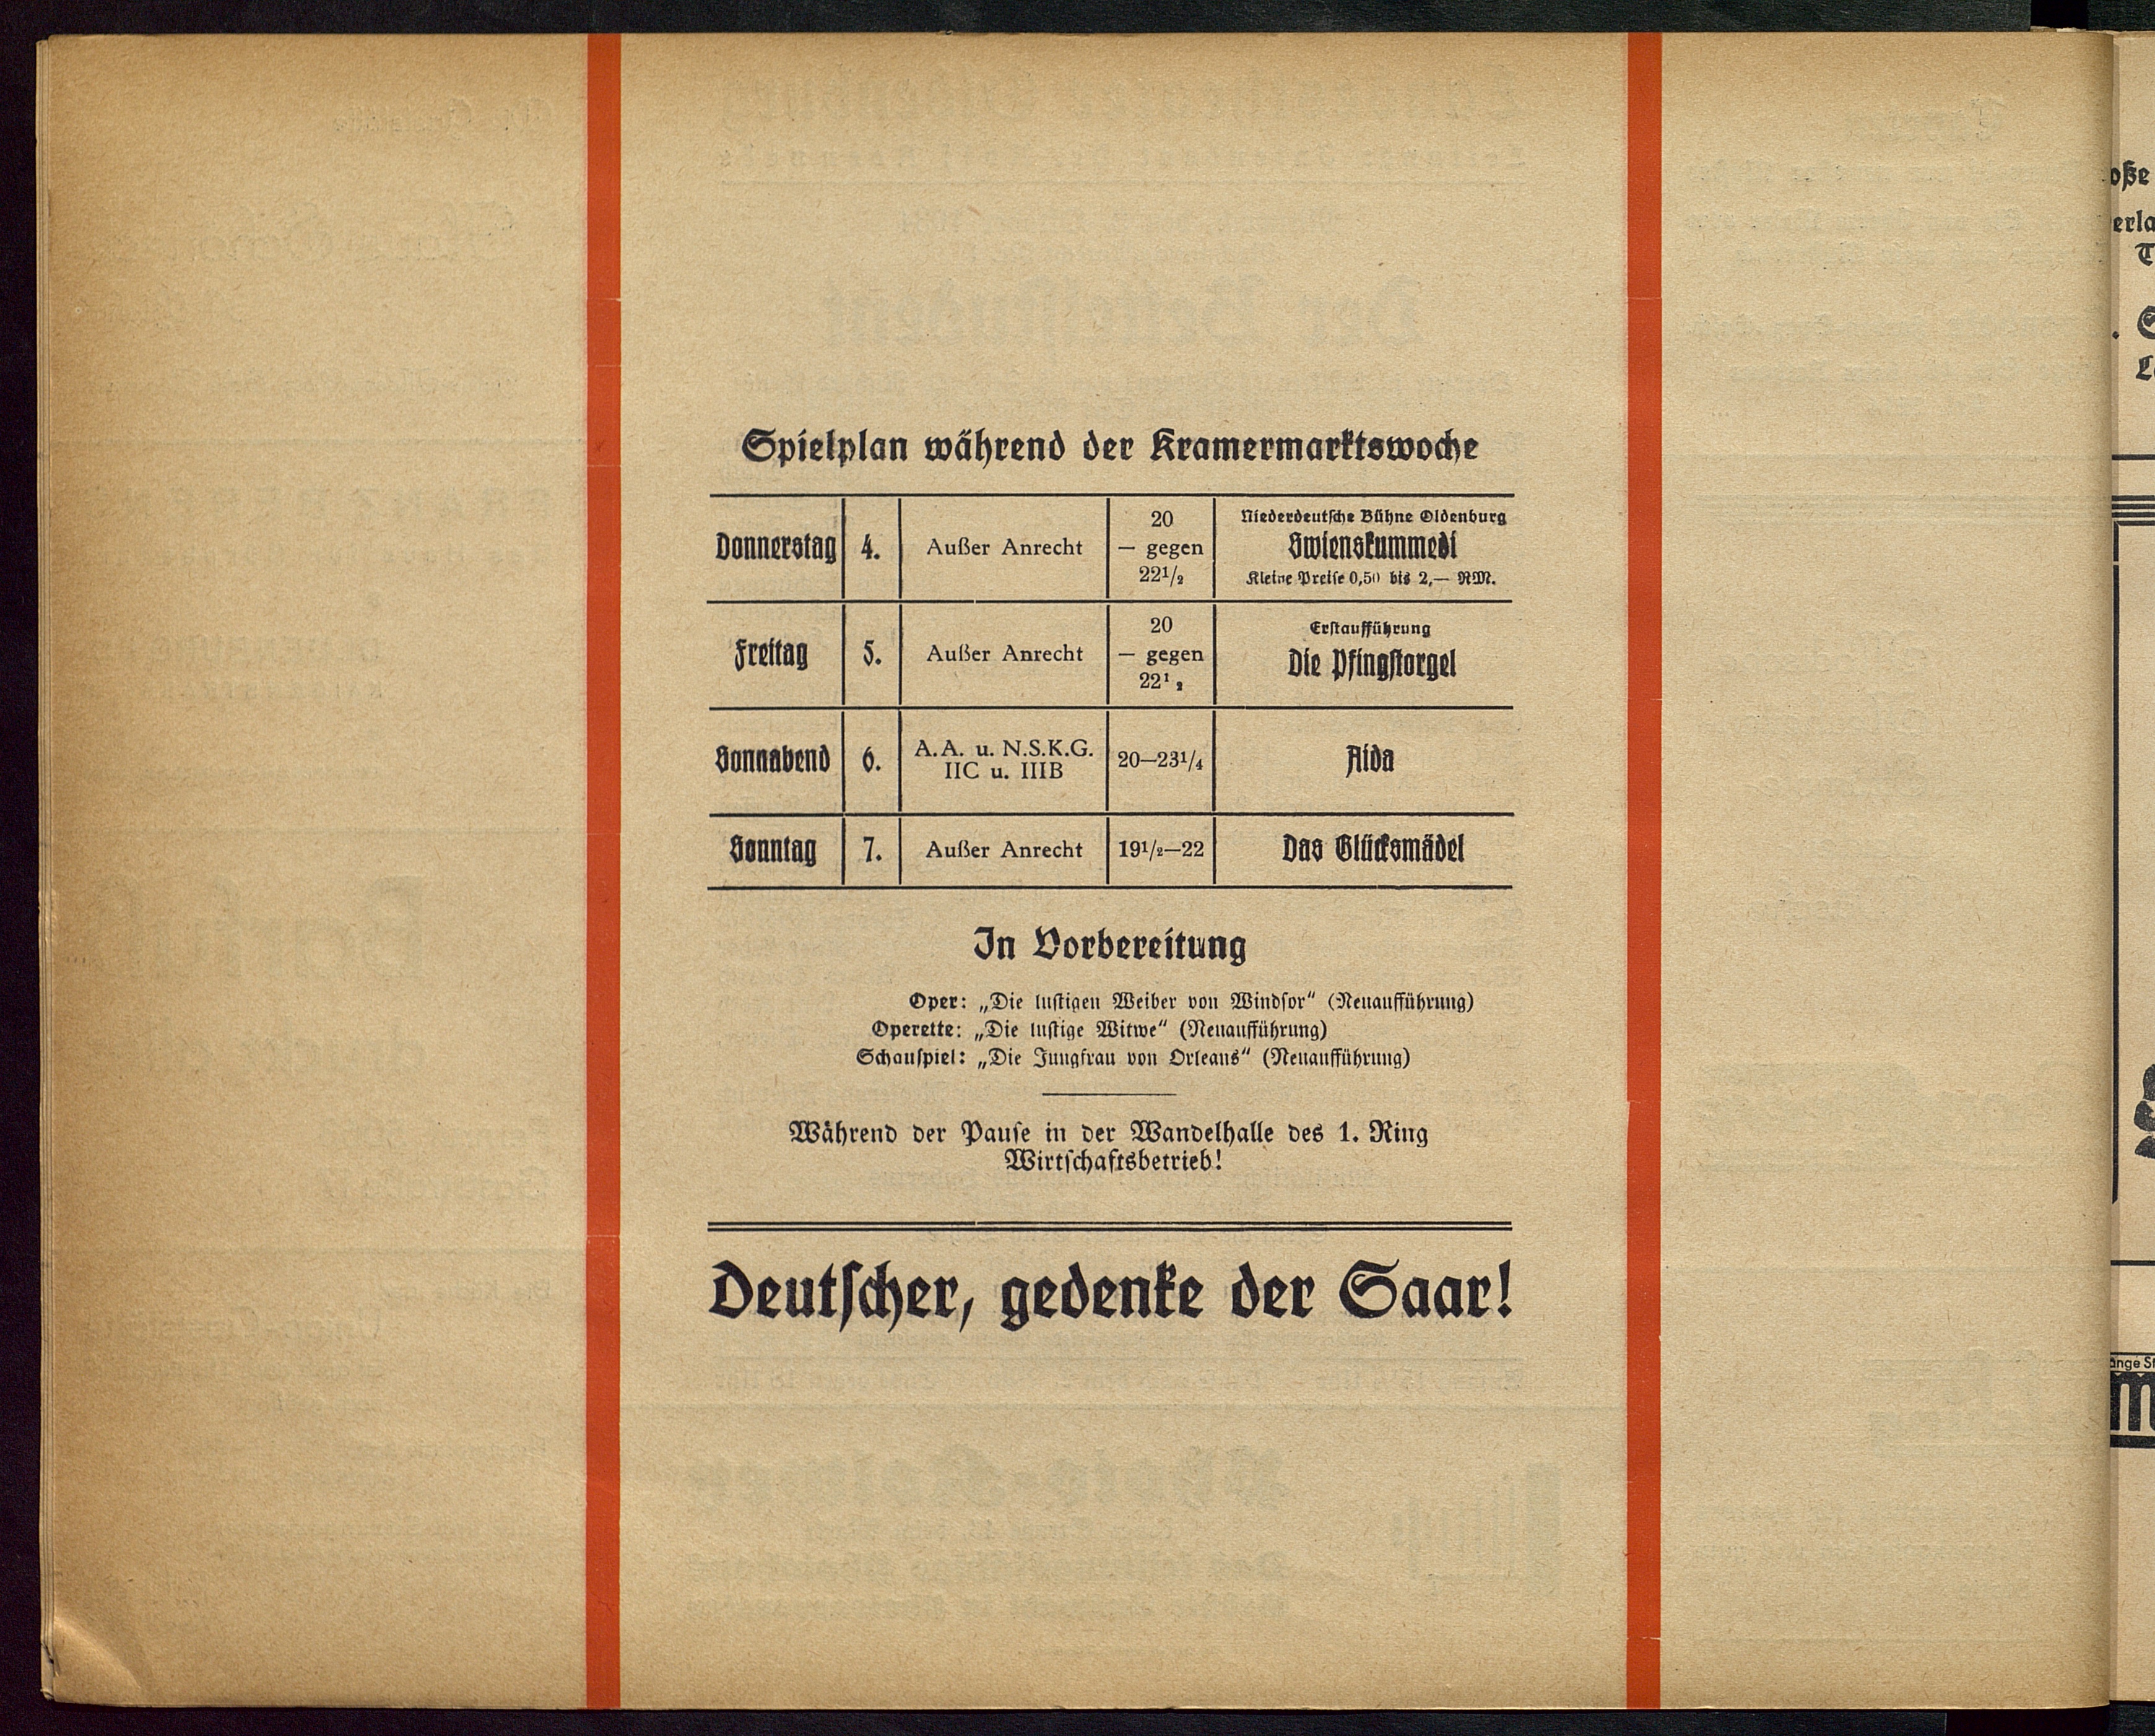 Spielplan während der Kramermarktswoche
Donnerstag 4. Außer Anrecht 20 — gegen 22½ Niederdeutsche Bühne Oldenburg
Swienskummedi
Kleine Preise 0,50 bis 2,— RM.
Freitag 5. Außer Anrecht 20 — gegen 22½ Erstaufführung
Die Pfingstorgel
Sonnabend 6. A.A. u. N.S.K.G. IIC u. IIIB 20—23¼ Aida
Sonntag 7. Außer Anrecht 19½—22 Das Glücksmädel
In Vorbereitung
Oper: „Die lustigen Weiber von Windsor“ (Neuaufführung)
Operette: „Die lustige Witwe“ (Neuaufführung)
Schauspiel: „Die Jungfrau von Orleans“ (Neuaufführung)
Während der Pause in der Wandelhalle des 1. Ring
Wirtschaftsbetrieb!
Deutscher, gedenke der Saar!